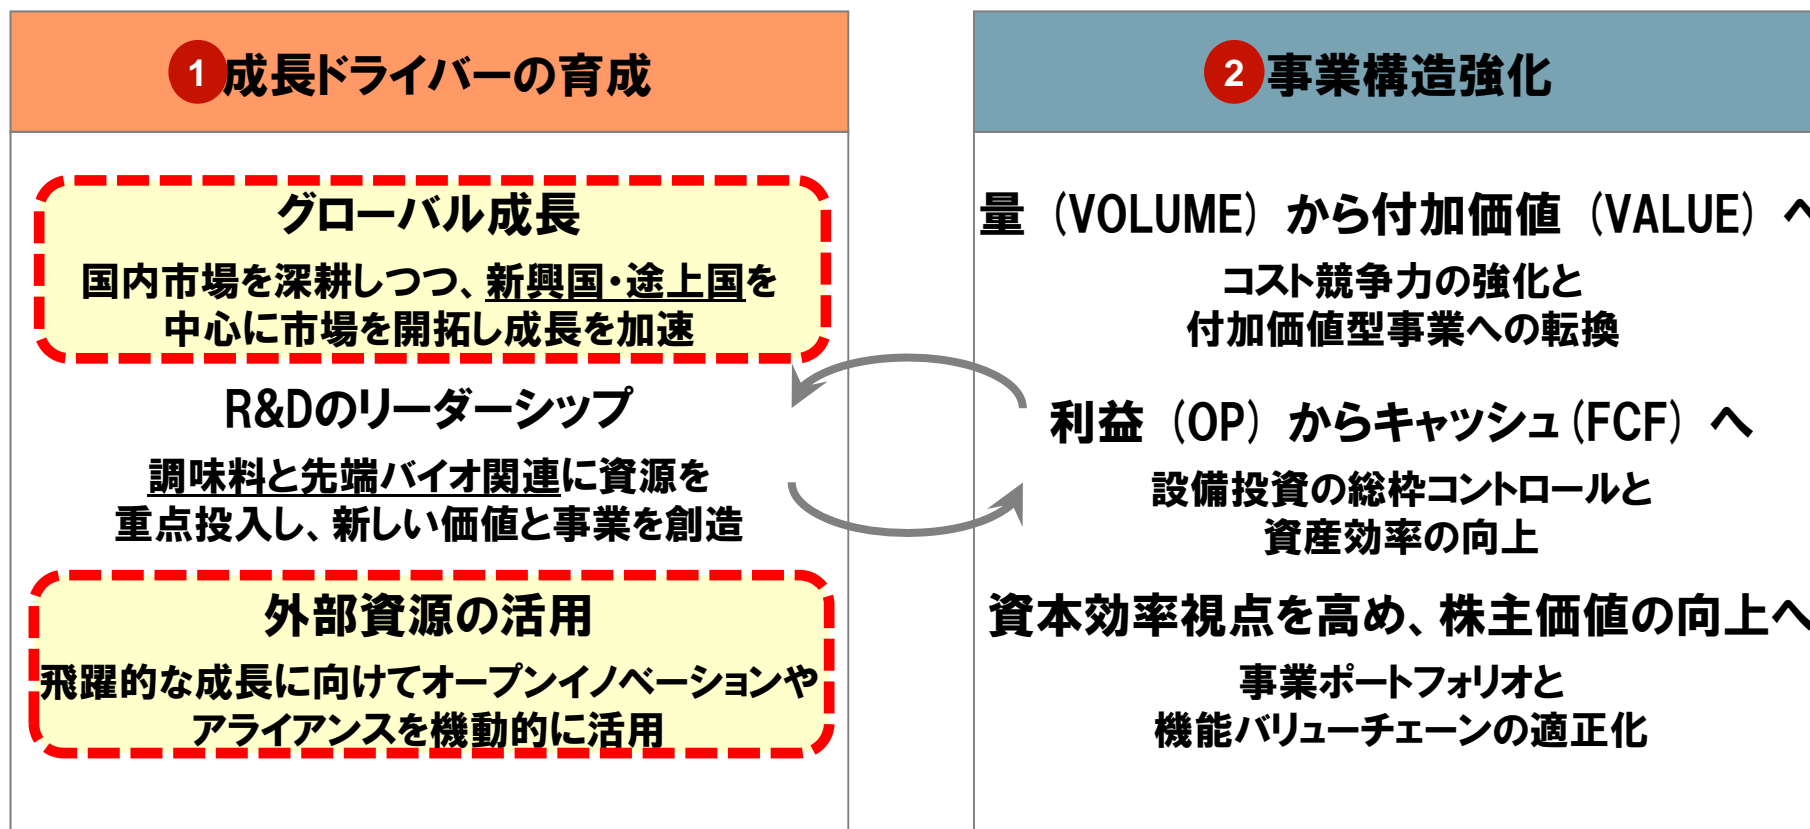 1 成長ドライバーの育成
グローバル成長
国内市場を深耕しつつ、新興国・途上国を
中心に市場を開拓し成長を加速
R&Dのリーダーシップ
調味料と先端バイオ関連に資源を
重点投入し、新しい価値と事業を創造
外部資源の活用
飛躍的な成長に向けてオープンイノベーションや
アライアンスを機動的に活用
2 事業構造強化
量（VOLUME）から付加価値（VALUE）へ
コスト競争力の強化と
付加価値型事業への転換
利益（OP）からキャッシュ(FCF）へ
設備投資の総枠コントロールと
資産効率の向上
資本効率視点を高め、株主価値の向上へ
事業ポートフォリオと
機能バリューチェーンの適正化